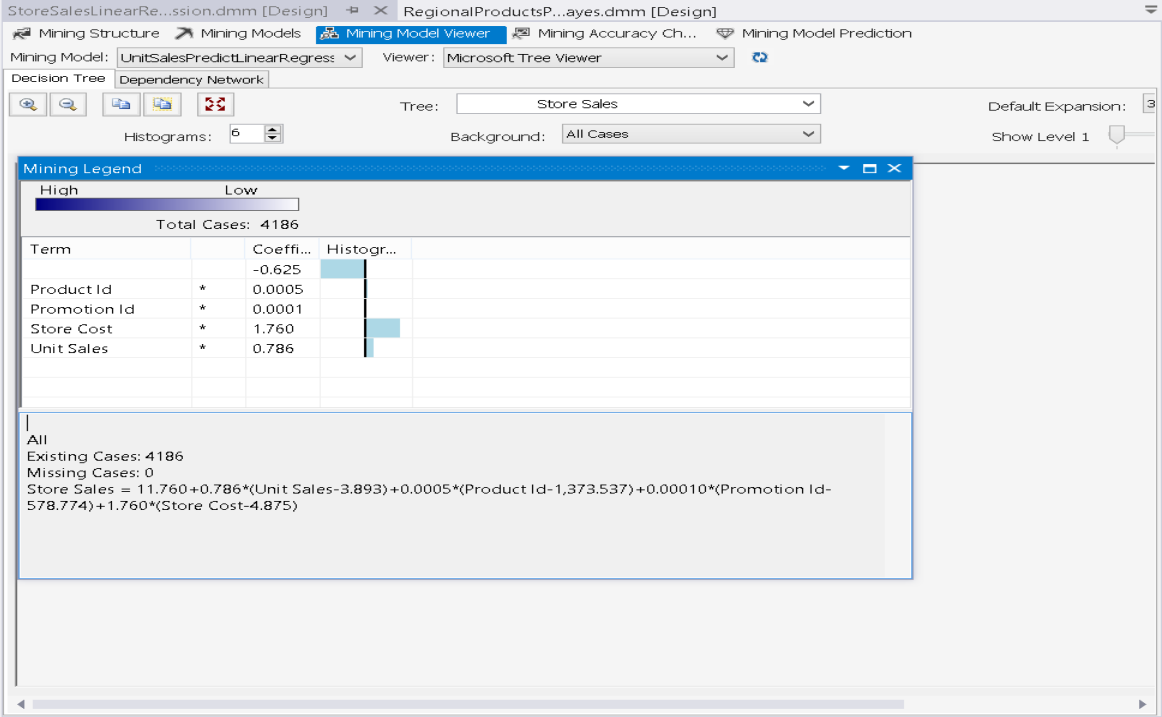 StoreSalesLinearRe...ssion.dmm [Design] RegionalProductsP...ayes.dmm [Design]
Mining Structure Mining Models Mining Model Viewer Mining Accuracy Ch... Mining Model Prediction
Mining Model: UnitSalesPredictLinearRegress Viewer: Microsoft Tree Viewer
Decision Tree Dependency Network
Tree: Store Sales Default Expansion: 3
Histograms: 6 Background: All Cases Show Level 1
Mining Legend
High Low
Total Cases: 4186
Term Coeffi... Histogr...
-0.625
Product Id * 0.0005
Promotion Id * 0.0001
Store Cost * 1.760
Unit Sales * 0.786
All
Existing Cases: 4186
Missing Cases: 0
Store Sales = 11.760+0.786*(Unit Sales-3.893)+0.0005*(Product Id-1,373.537)+0.00010*(Promotion Id-
578.774)+1.760*(Store Cost-4.875)